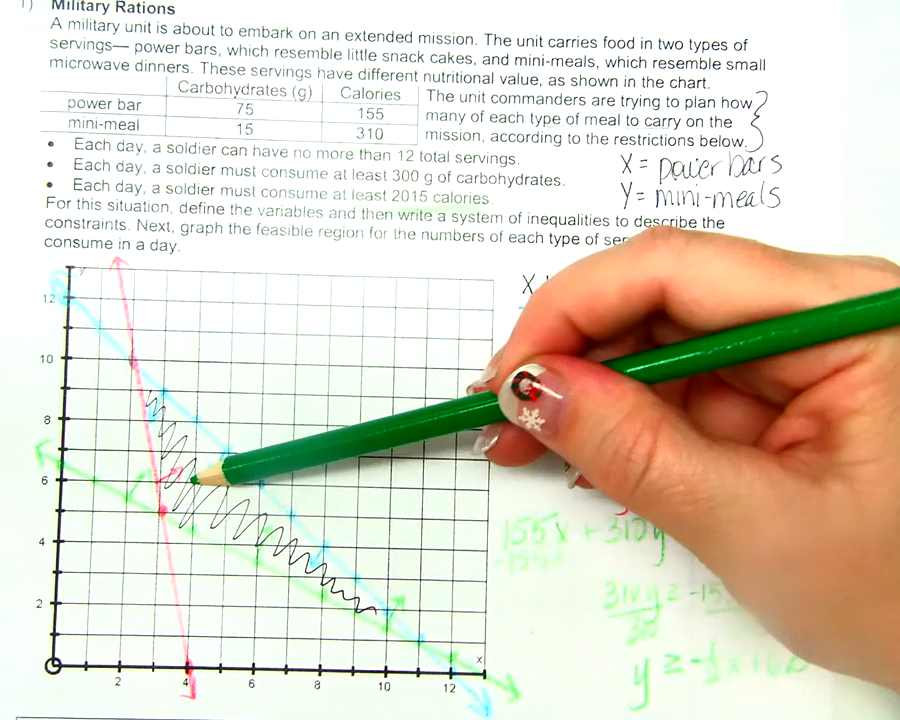 1) Military Rations
A military unit is about to embark on an extended mission. The unit carries food in two types of
servings— power bars, which resemble little snack cakes, and mini-meals, which resemble small
microwave dinners. These servings have different nutritional value, as shown in the chart.
Carbohydrates (g) Calories
power bar 75 155
mini-meal 15 310
The unit commanders are trying to plan how
many of each type of meal to carry on the
mission, according to the restrictions below.
• Each day, a soldier can have no more than 12 total servings.
• Each day, a soldier must consume at least 300 g of carbohydrates.
• Each day, a soldier must consume at least 2015 calories.
X = power bars
Y = mini-meals
For this situation, define the variables and then write a system of inequalities to describe the
constraints. Next, graph the feasible region for the numbers of each type of
consume in a day.
X
y
12
10
8
6
4
2
2 4 6 8 10 12
x
155x + 310y
310y ≥ -15
y ≥ -½x